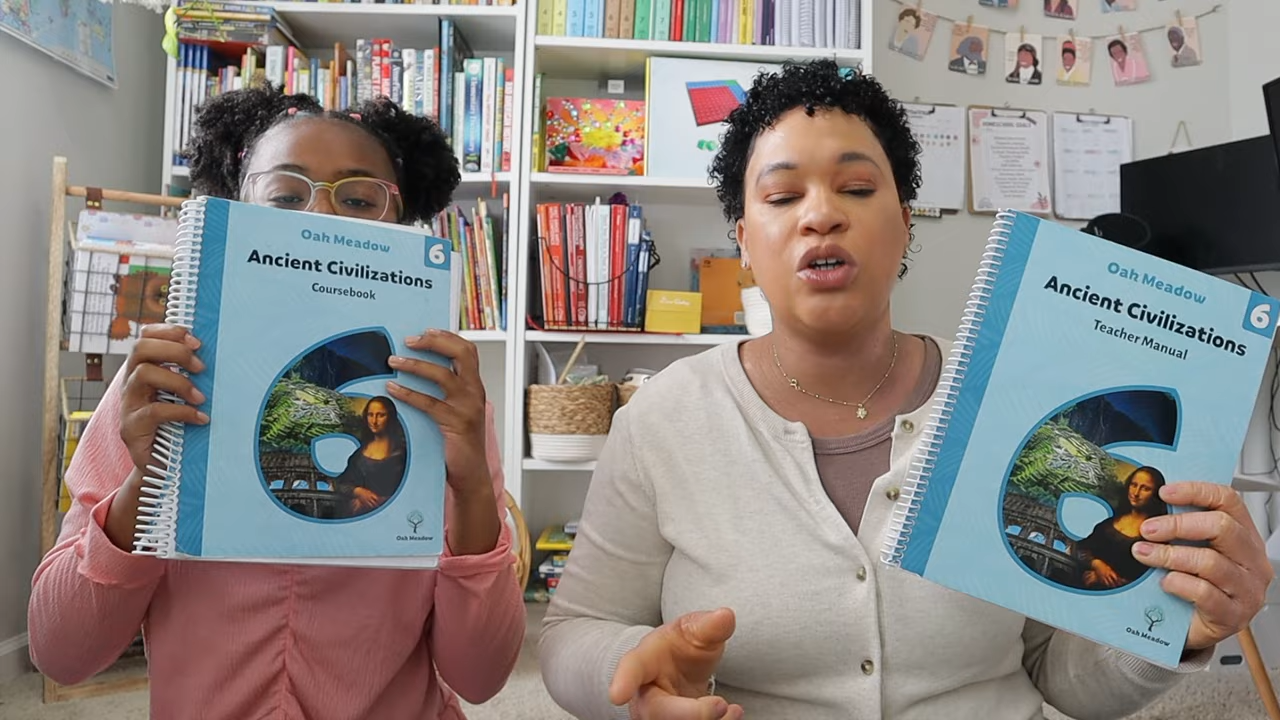 Oak Meadow
6
Ancient Civilizations
Coursebook
Oak Meadow
Oak Meadow
6
Ancient Civilizations
Teacher Manual
Oak Meadow